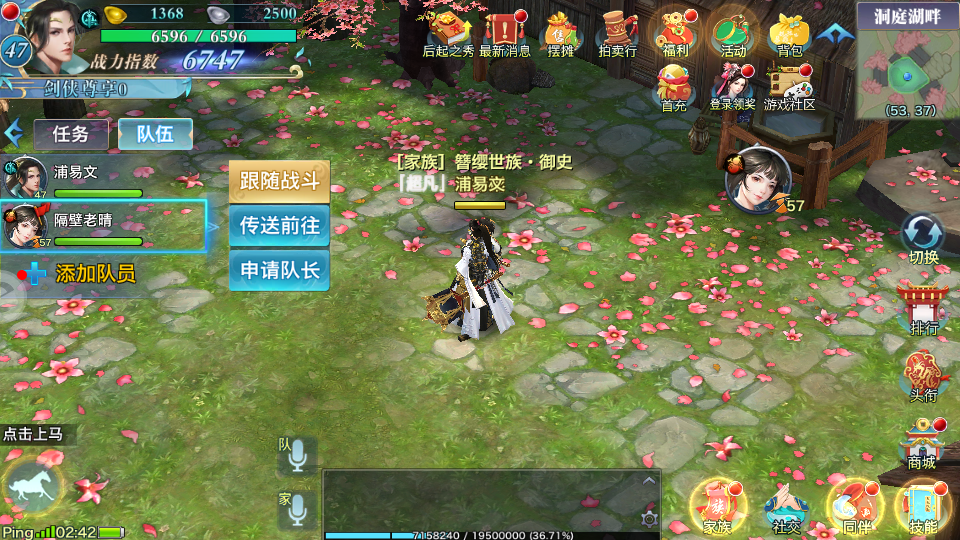 1368
2500
6596 / 6596
47
战力指数 6747
剑侠尊享0
后起之秀
最新消息
摆摊
拍卖行
福利
活动
背包
洞庭湖畔
(53, 37)
首充
登录领奖
游戏社区
任务
队伍
浦易文
47
隔壁老晴
57
添加队员
跟随战斗
传送前往
申请队长
[家族] 簪缨世族·御史
「超凡」浦易文
57
切换
排行
头衔
商城
点击上马
队
家
Ping
02:42
7158240 / 19500000 (36.71%)
家族
社交
同伴
技能